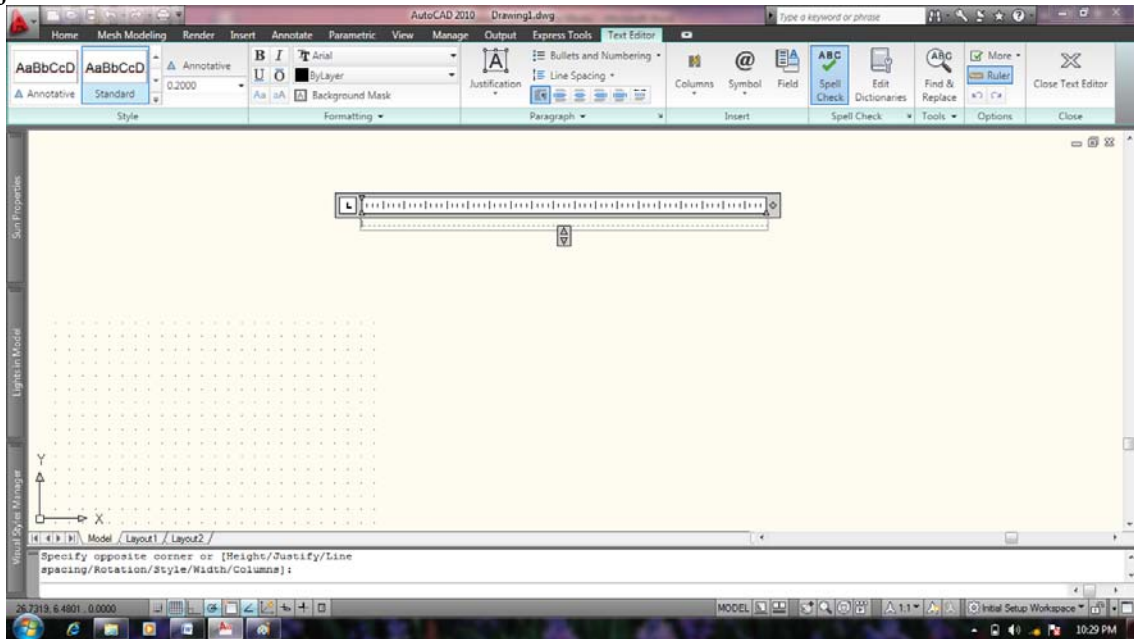 AutoCAD 2010 Drawing1.dwg
Type a keyword or phrase
Home Mesh Modeling Render Insert Annotate Parametric View Manage Output Express Tools Text Editor
AaBbCcD AaBbCcD
Annotative Standard
Annotative
0.2000
Style
B I Arial
U O ByLayer
Aa aA Background Mask
Formatting
A
Justification
Bullets and Numbering
Line Spacing
Paragraph
Columns
@
Symbol
Field
Insert
ABC
Spell Check
Edit Dictionaries
Spell Check
ABC
Find & Replace
Tools
More
Ruler
Options
Close Text Editor
Close
Sun Properties
Lights in Model
Visual Styles Manager
L
Y
X
Model Layout1 Layout2
Specify opposite corner or [Height/Justify/Line
spacing/Rotation/Style/Width/Columns]:
26.7319, 6.4801 , 0.0000
MODEL
1:1
Initial Setup Workspace
10:29 PM